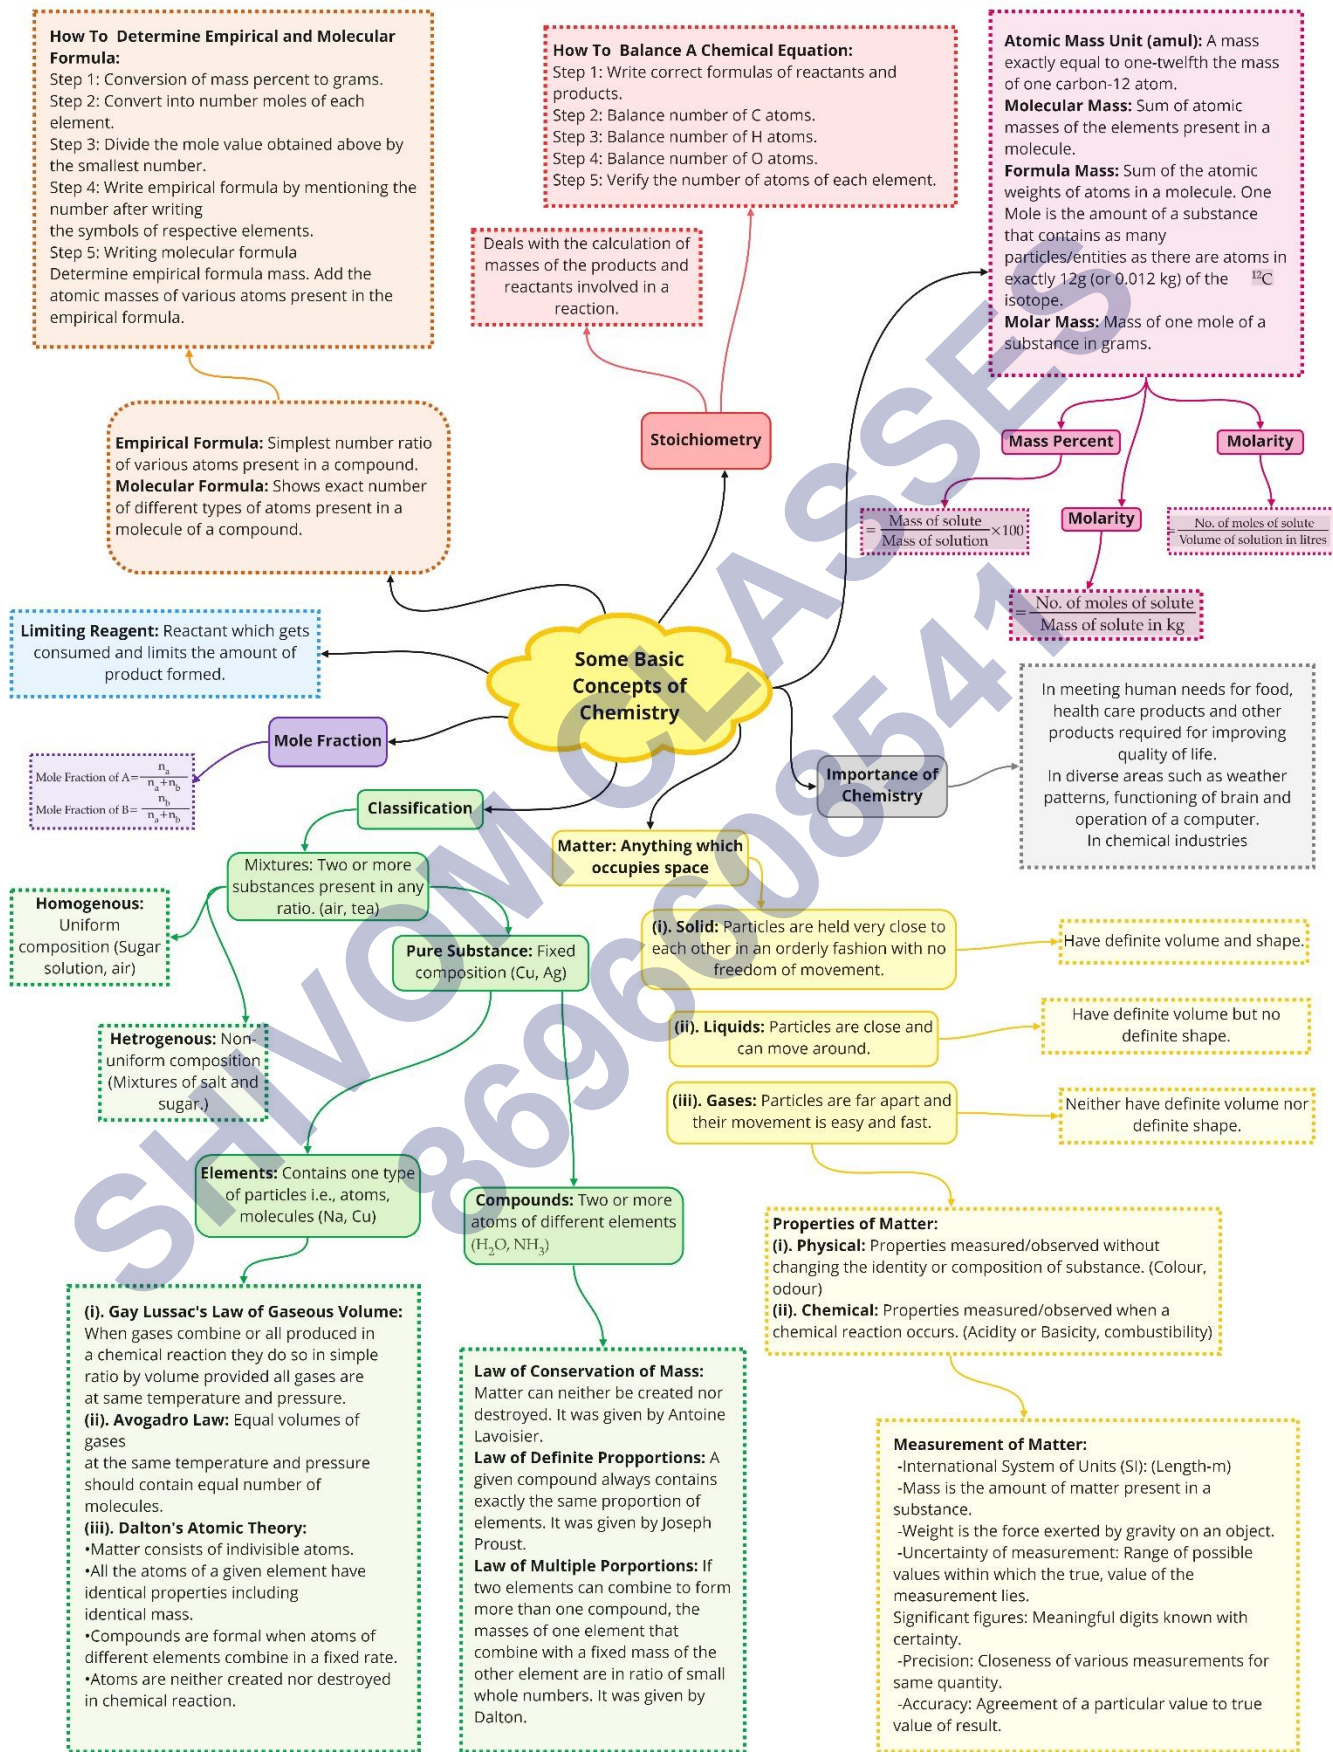 How To  Determine Empirical and Molecular
Formula:
Step 1: Conversion of mass percent to grams.
Step 2: Convert into number moles of each
element.
Step 3: Divide the mole value obtained above by
the smallest number.
Step 4: Write empirical formula by mentioning the
number after writing
the symbols of respective elements.
Step 5: Writing molecular formula
Determine empirical formula mass. Add the
atomic masses of various atoms present in the
empirical formula.
How To  Balance A Chemical Equation:
Step 1: Write correct formulas of reactants and
products.
Step 2: Balance number of C atoms.
Step 3: Balance number of H atoms.
Step 4: Balance number of O atoms.
Step 5: Verify the number of atoms of each element.
Atomic Mass Unit (amul): A mass
exactly equal to one-twelfth the mass
of one carbon-12 atom.
Molecular Mass: Sum of atomic
masses of the elements present in a
molecule.
Formula Mass: Sum of the atomic
weights of atoms in a molecule. One
Mole is the amount of a substance
that contains as many
particles/entities as there are atoms in
exactly 12g (or 0.012 kg) of the ¹²C
isotope.
Molar Mass: Mass of one mole of a
substance in grams.
Deals with the calculation of
masses of the products and
reactants involved in a
reaction.
Stoichiometry
Empirical Formula: Simplest number ratio
of various atoms present in a compound.
Molecular Formula: Shows exact number
of different types of atoms present in a
molecule of a compound.
Mass Percent
Molarity
= Mass of solute / Mass of solution ×100
Molarity
= No. of moles of solute / Volume of solution in litres
= No. of moles of solute / Mass of solute in kg
Limiting Reagent: Reactant which gets
consumed and limits the amount of
product formed.
Some Basic
Concepts of
Chemistry
Mole Fraction
Mole Fraction of A= nₐ / nₐ+n_b
Mole Fraction of B= n_b / nₐ+n_b
Importance of
Chemistry
In meeting human needs for food,
health care products and other
products required for improving
quality of life.
In diverse areas such as weather
patterns, functioning of brain and
operation of a computer.
In chemical industries
Classification
Matter: Anything which
occupies space
Mixtures: Two or more
substances present in any
ratio. (air, tea)
Homogenous:
Uniform
composition (Sugar
solution, air)
Pure Substance: Fixed
composition (Cu, Ag)
Hetrogenous: Non-
uniform composition
(Mixtures of salt and
sugar.)
(i). Solid: Particles are held very close to
each other in an orderly fashion with no
freedom of movement.
Have definite volume and shape.
(ii). Liquids: Particles are close and
can move around.
Have definite volume but no
definite shape.
(iii). Gases: Particles are far apart and
their movement is easy and fast.
Neither have definite volume nor
definite shape.
Elements: Contains one type
of particles i.e., atoms,
molecules (Na, Cu)
Compounds: Two or more
atoms of different elements
(H₂O, NH₃)
Properties of Matter:
(i). Physical: Properties measured/observed without
changing the identity or composition of substance. (Colour,
odour)
(ii). Chemical: Properties measured/observed when a
chemical reaction occurs. (Acidity or Basicity, combustibility)
(i). Gay Lussac's Law of Gaseous Volume:
When gases combine or all produced in
a chemical reaction they do so in simple
ratio by volume provided all gases are
at same temperature and pressure.
(ii). Avogadro Law: Equal volumes of
gases
at the same temperature and pressure
should contain equal number of
molecules.
(iii). Dalton's Atomic Theory:
•Matter consists of indivisible atoms.
•All the atoms of a given element have
identical properties including
identical mass.
•Compounds are formal when atoms of
different elements combine in a fixed rate.
•Atoms are neither created nor destroyed
in chemical reaction.
Law of Conservation of Mass:
Matter can neither be created nor
destroyed. It was given by Antoine
Lavoisier.
Law of Definite Propportions: A
given compound always contains
exactly the same proportion of
elements. It was given by Joseph
Proust.
Law of Multiple Porportions: If
two elements can combine to form
more than one compound, the
masses of one element that
combine with a fixed mass of the
other element are in ratio of small
whole numbers. It was given by
Dalton.
Measurement of Matter:
-International System of Units (SI): (Length-m)
-Mass is the amount of matter present in a
substance.
-Weight is the force exerted by gravity on an object.
-Uncertainty of measurement: Range of possible
values within which the true, value of the
measurement lies.
Significant figures: Meaningful digits known with
certainty.
-Precision: Closeness of various measurements for
same quantity.
-Accuracy: Agreement of a particular value to true
value of result.
SHIVOM CLASSES
8696608541